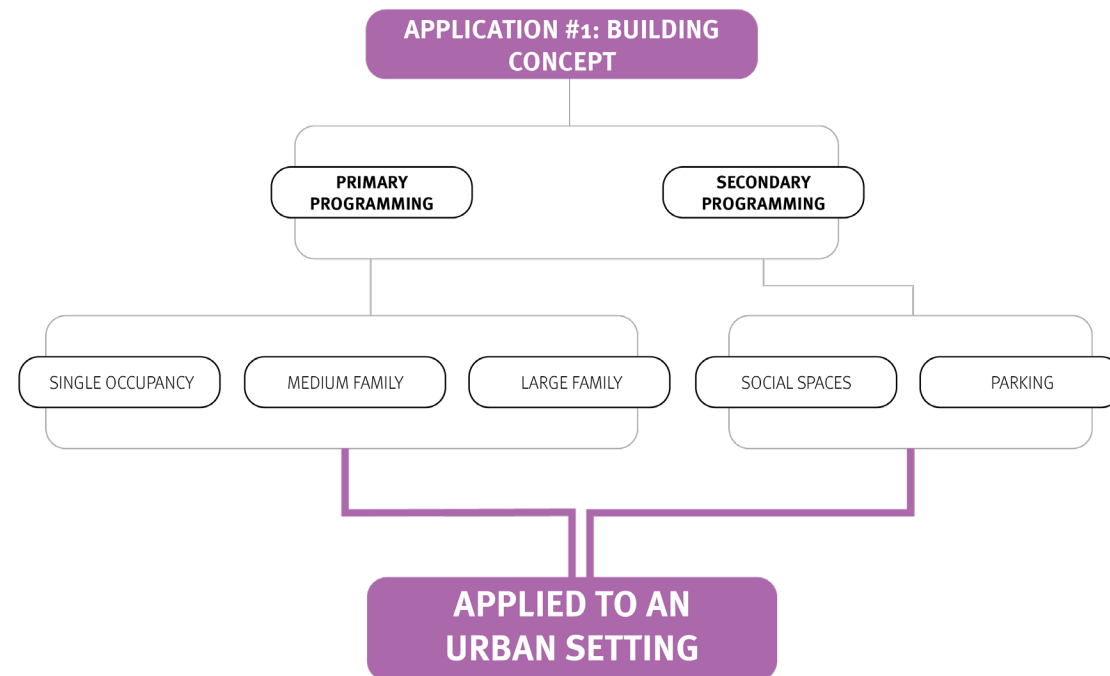 APPLICATION #1: BUILDING
CONCEPT
PRIMARY
PROGRAMMING
SECONDARY
PROGRAMMING
SINGLE OCCUPANCY
MEDIUM FAMILY
LARGE FAMILY
SOCIAL SPACES
PARKING
APPLIED TO AN
URBAN SETTING